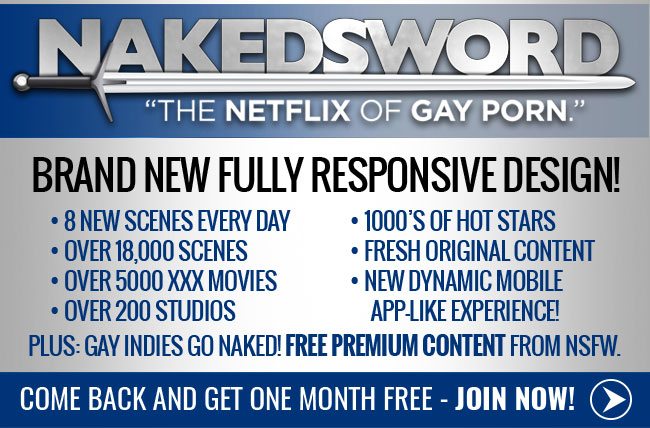 NAKEDSWORD
“THE NETFLIX OF GAY PORN.”
BRAND NEW FULLY RESPONSIVE DESIGN!
• 8 NEW SCENES EVERY DAY
• OVER 18,000 SCENES
• OVER 5000 XXX MOVIES
• OVER 200 STUDIOS
• 1000’S OF HOT STARS
• FRESH ORIGINAL CONTENT
• NEW DYNAMIC MOBILE
APP-LIKE EXPERIENCE!
PLUS: GAY INDIES GO NAKED! FREE PREMIUM CONTENT FROM NSFW.
COME BACK AND GET ONE MONTH FREE - JOIN NOW!